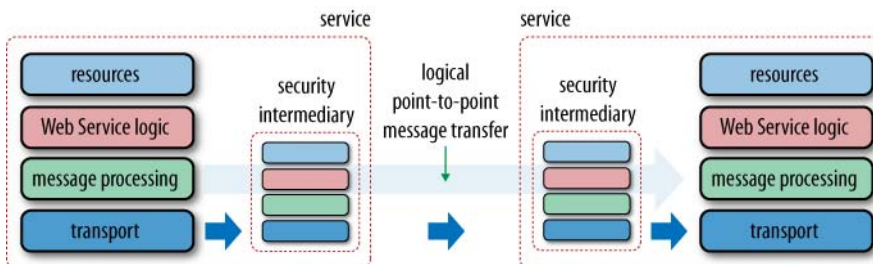 service
service
resources
Web Service logic
message processing
transport
security
intermediary
logical
point-to-point
message transfer
security
intermediary
resources
Web Service logic
message processing
transport